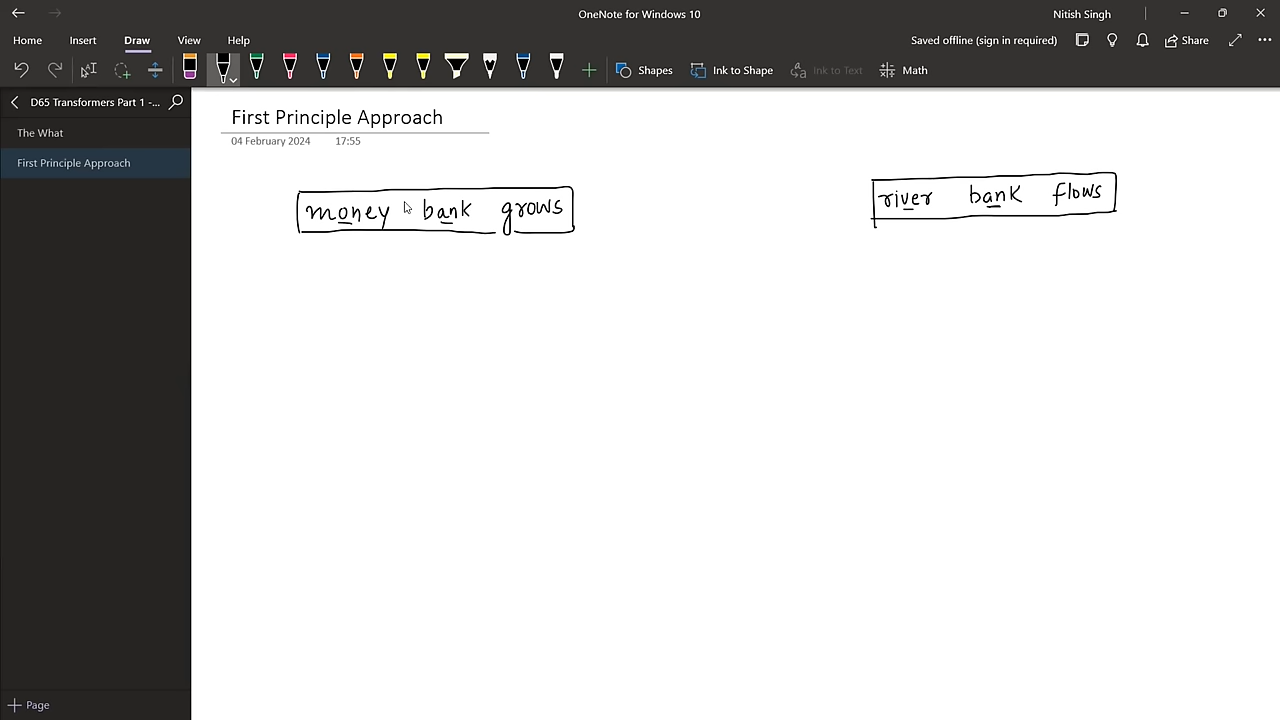 OneNote for Windows 10
Nitish Singh
Home Insert Draw View Help
Saved offline (sign in required) Share
Shapes Ink to Shape Ink to Text Math
D65 Transformers Part 1 -...
The What
First Principle Approach
First Principle Approach
04 February 2024 17:55
money bank grows
river bank flows
Page